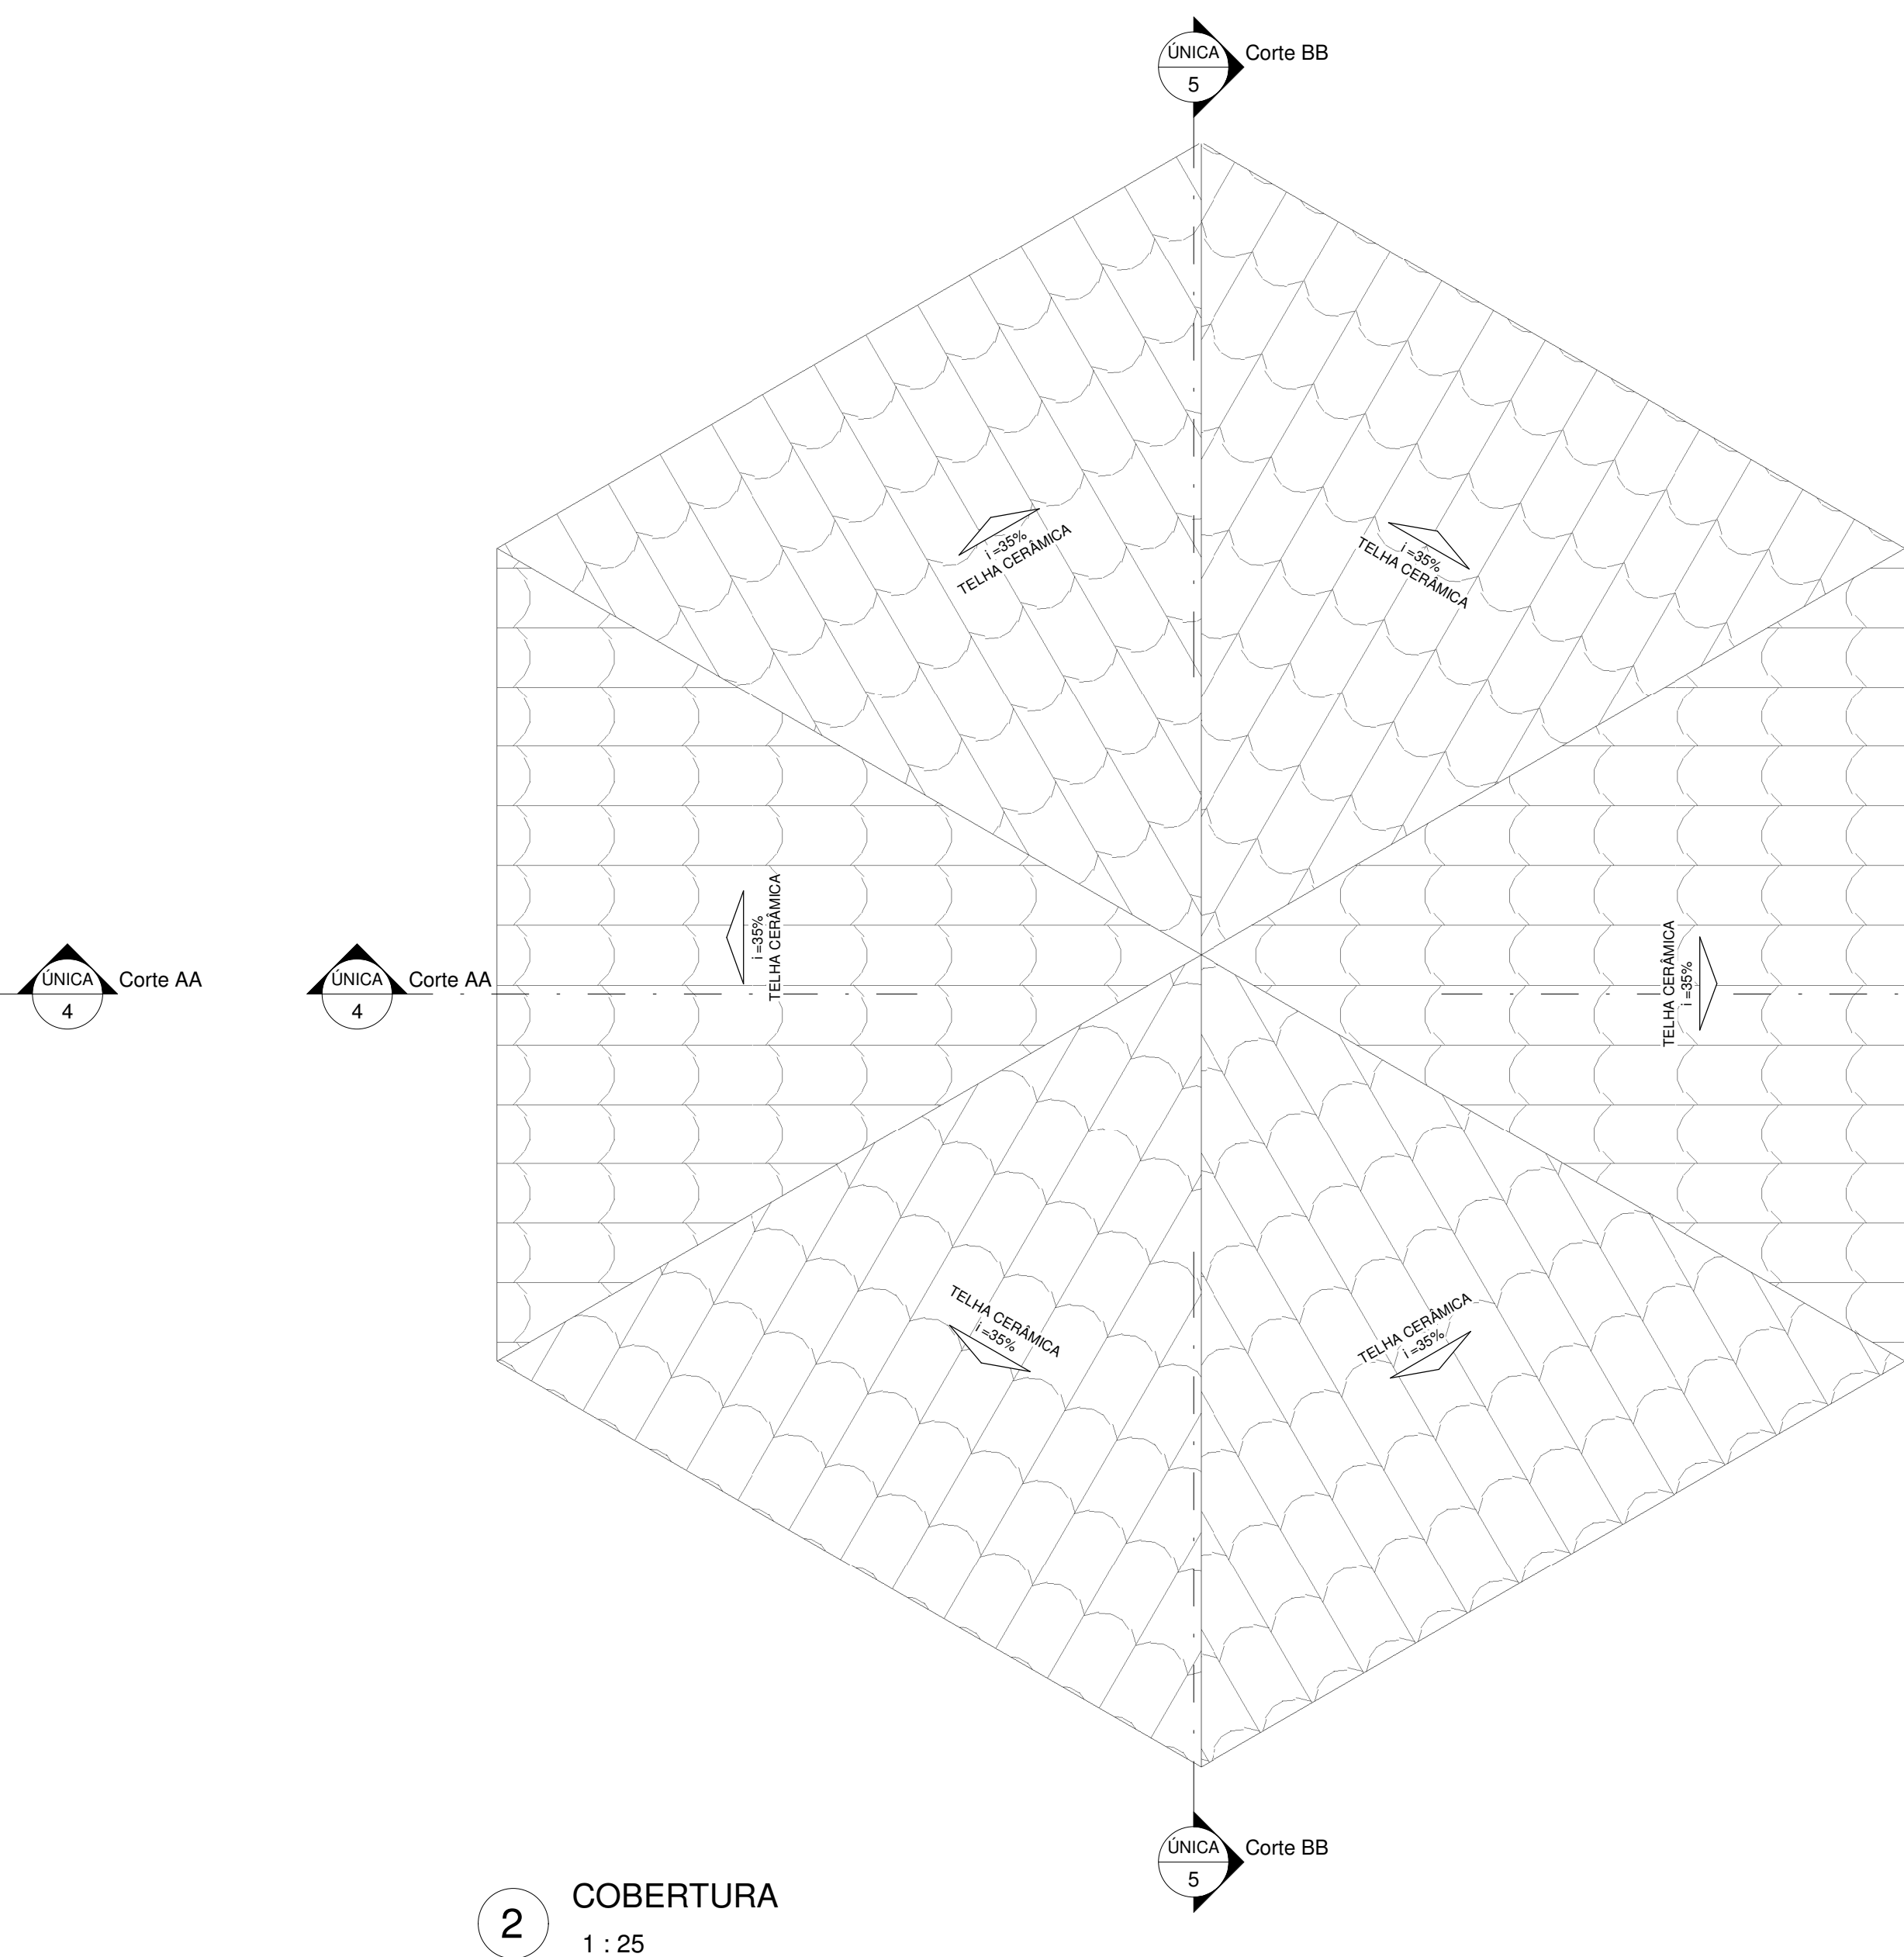 ÚNICA
5
Corte BB
i =35%
TELHA CERÂMICA
i =35%
TELHA CERÂMICA
i =35%
TELHA CERÂMICA
TELHA CERÂMICA
i =35%
ÚNICA
4
Corte AA
ÚNICA
4
Corte AA
TELHA CERÂMICA
i =35%
TELHA CERÂMICA
i =35%
ÚNICA
5
Corte BB
2
COBERTURA
1 : 25